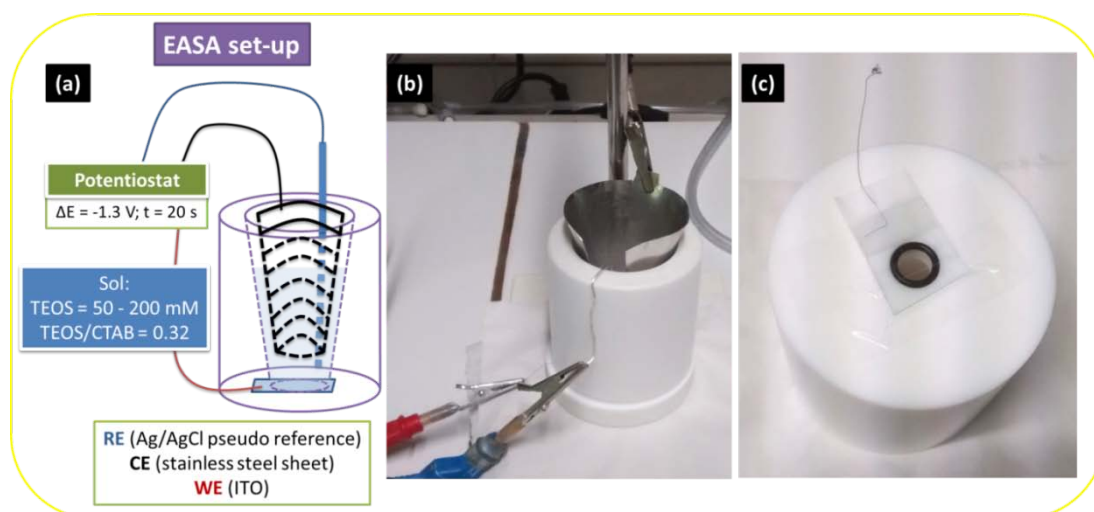 EASA set-up
(a)
Potentiostat
ΔE = -1.3 V; t = 20 s
Sol:
TEOS = 50 - 200 mM
TEOS/CTAB = 0.32
RE (Ag/AgCl pseudo reference)
CE (stainless steel sheet)
WE (ITO)
(b)
(c)